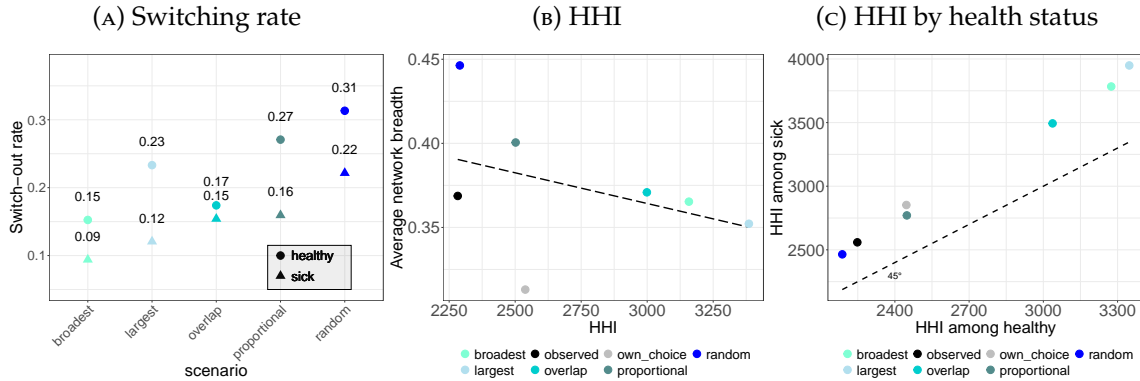 (A) Switching rate
0.3
0.2
0.1
Switch−out rate
0.15
0.09
0.23
0.12
0.17
0.15
0.27
0.16
0.31
0.22
healthy
sick
broadest
largest
overlap
proportional
random
scenario
(B) HHI
0.45
0.40
0.35
Average network breadth
2250 2500 2750 3000 3250
HHI
broadest observed own_choice random
largest overlap proportional
(C) HHI by health status
4000
3500
3000
2500
HHI among sick
45°
2400 2700 3000 3300
HHI among healthy
broadest observed own_choice random
largest overlap proportional